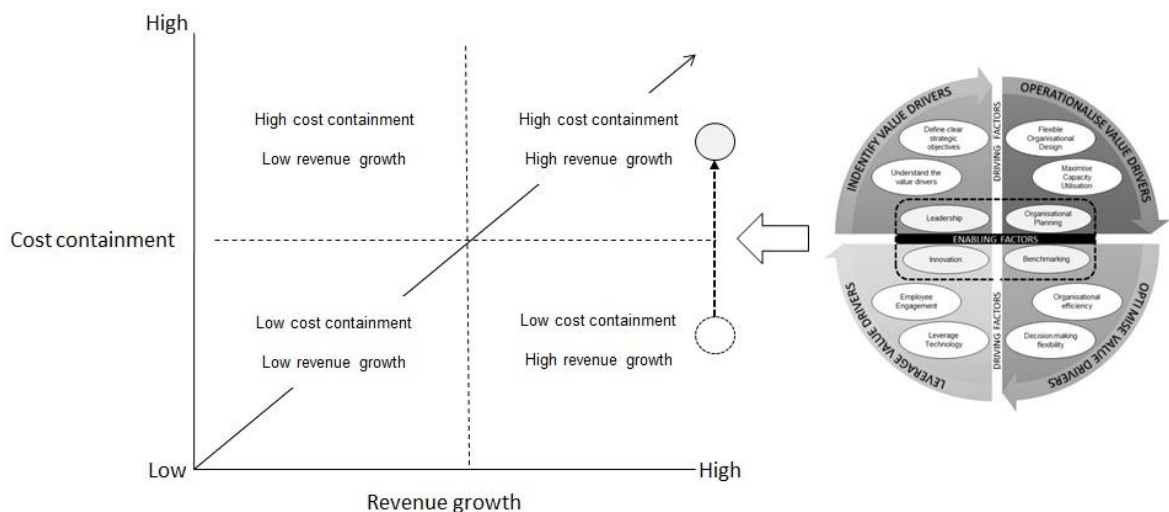 High
High cost containment
Low revenue growth
High cost containment
High revenue growth
Cost containment
Low cost containment
Low revenue growth
Low cost containment
High revenue growth
Low
High
Revenue growth
INDENTIFY VALUE DRIVERS
OPERATIONALISE VALUE DRIVERS
Define clear
strategic
objectives
Understand the
value drivers
Leadership
DRIVING FACTORS
Flexible
Organisational
Design
Maximise
Capacity
Utilisation
Organisational
Planning
ENABLING FACTORS
Innovation
Benchmarking
Employee
Engagement
Leverage
Technology
DRIVING FACTORS
Organisational
efficiency
Decision making
flexibility
LEVERAGE VALUE DRIVERS
OPTI MISE VALUE DRIVERS